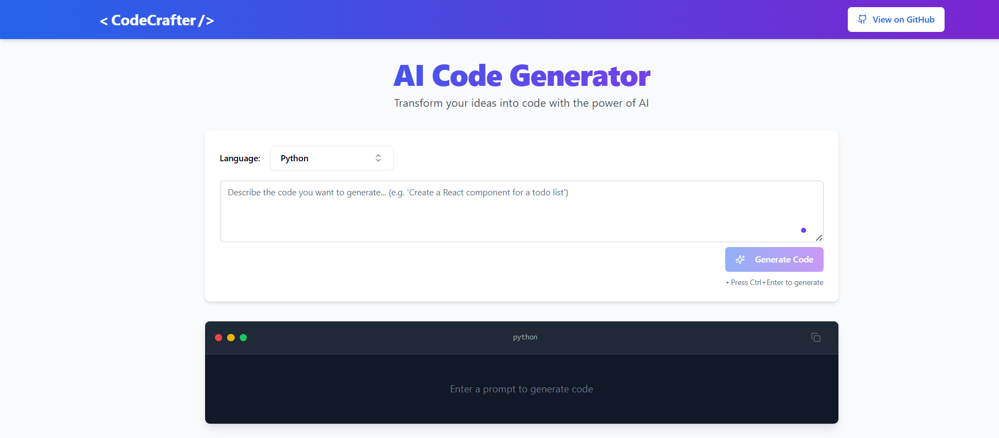 < CodeCrafter />
View on GitHub
AI Code Generator
Transform your ideas into code with the power of AI
Language:
Python
Describe the code you want to generate... (e.g. 'Create a React component for a todo list')
Generate Code
• Press Ctrl+Enter to generate
python
Enter a prompt to generate code